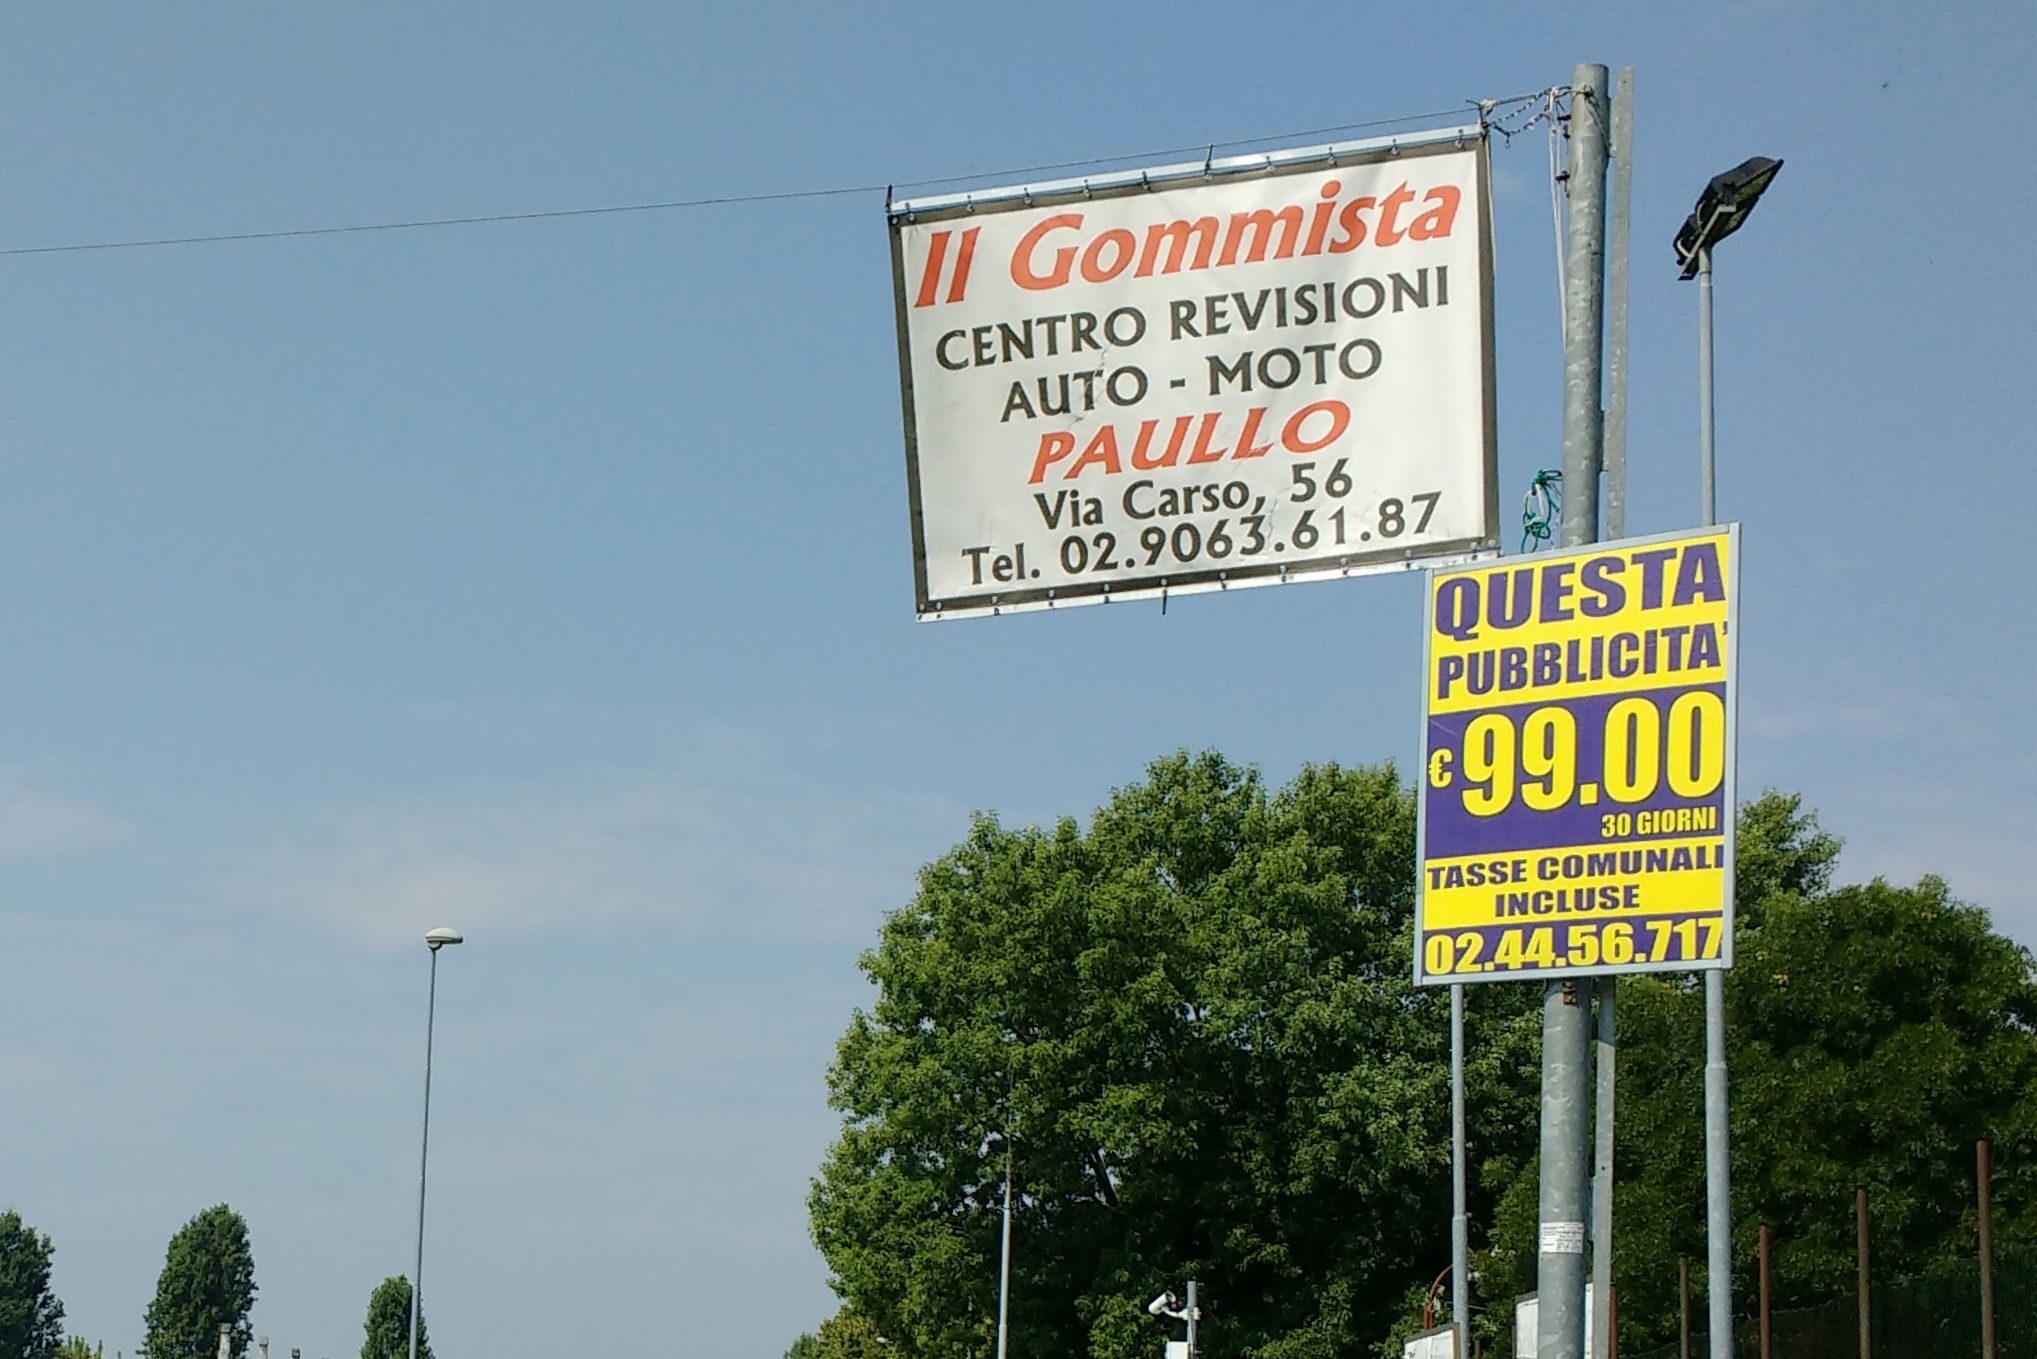 Il Gommista
CENTRO REVISIONI
AUTO - MOTO
PAULLO
Via Carso, 56
Tel. 02.9063.61.87
QUESTA
PUBBLICITA'
€ 99.00
30 GIORNI
TASSE COMUNALI
INCLUSE
02.44.56.717